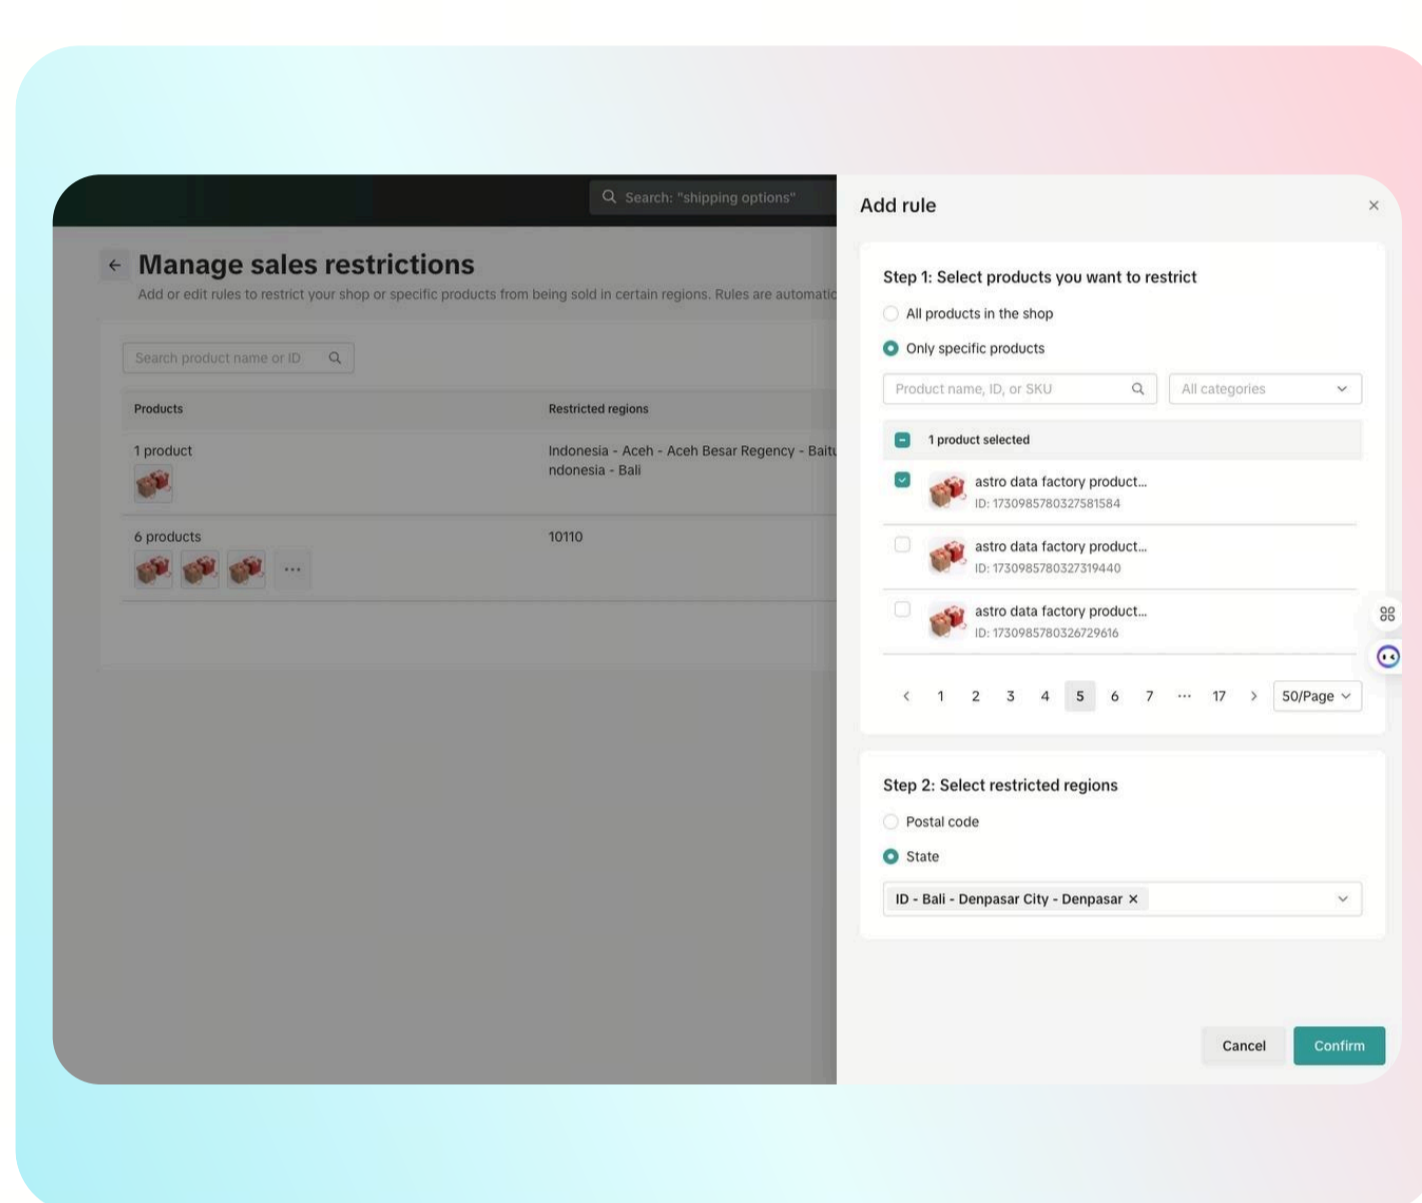 Search: "shipping options"
Manage sales restrictions
Add or edit rules to restrict your shop or specific products from being sold in certain regions. Rules are automatic
Search product name or ID
Products Restricted regions
1 product Indonesia - Aceh - Aceh Besar Regency - Baitu
ndonesia - Bali
6 products 10110
...
Add rule
Step 1: Select products you want to restrict
All products in the shop
Only specific products
Product name, ID, or SKU All categories
1 product selected
astro data factory product...
ID: 1730985780327581584
astro data factory product...
ID: 1730985780327319440
astro data factory product...
ID: 1730985780326729616
1 2 3 4 5 6 7 ... 17 50/Page
Step 2: Select restricted regions
Postal code
State
ID - Bali - Denpasar City - Denpasar
Cancel Confirm